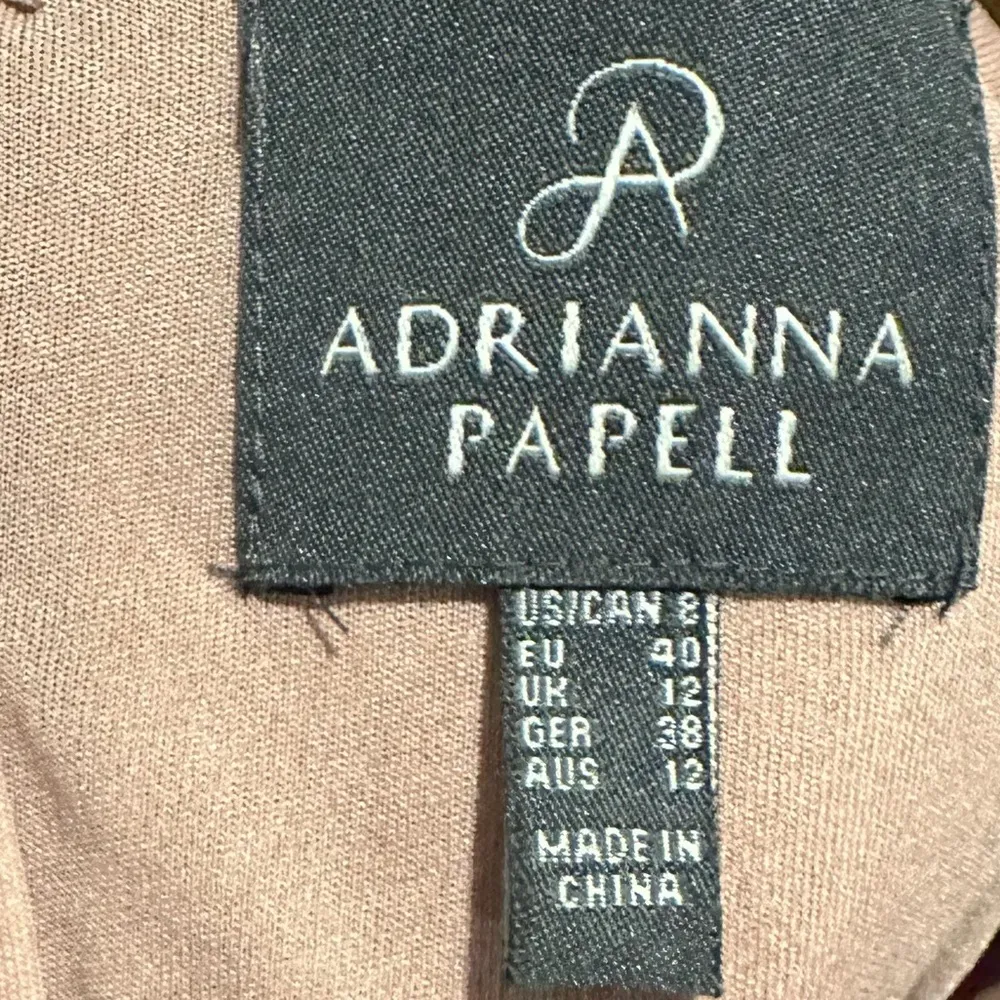 ADRIANNA
PAPELL
US/CAN 8
EU 40
UK 12
GER 38
AUS 12
MADE IN
CHINA